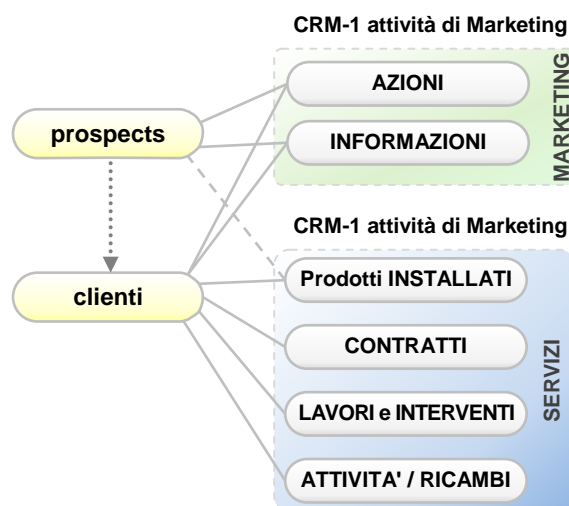 CRM-1 attività di Marketing
AZIONI
INFORMAZIONI
MARKETING
prospects
clienti
CRM-1 attività di Marketing
Prodotti INSTALLATI
CONTRATTI
LAVORI e INTERVENTI
ATTIVITA' / RICAMBI
SERVIZI